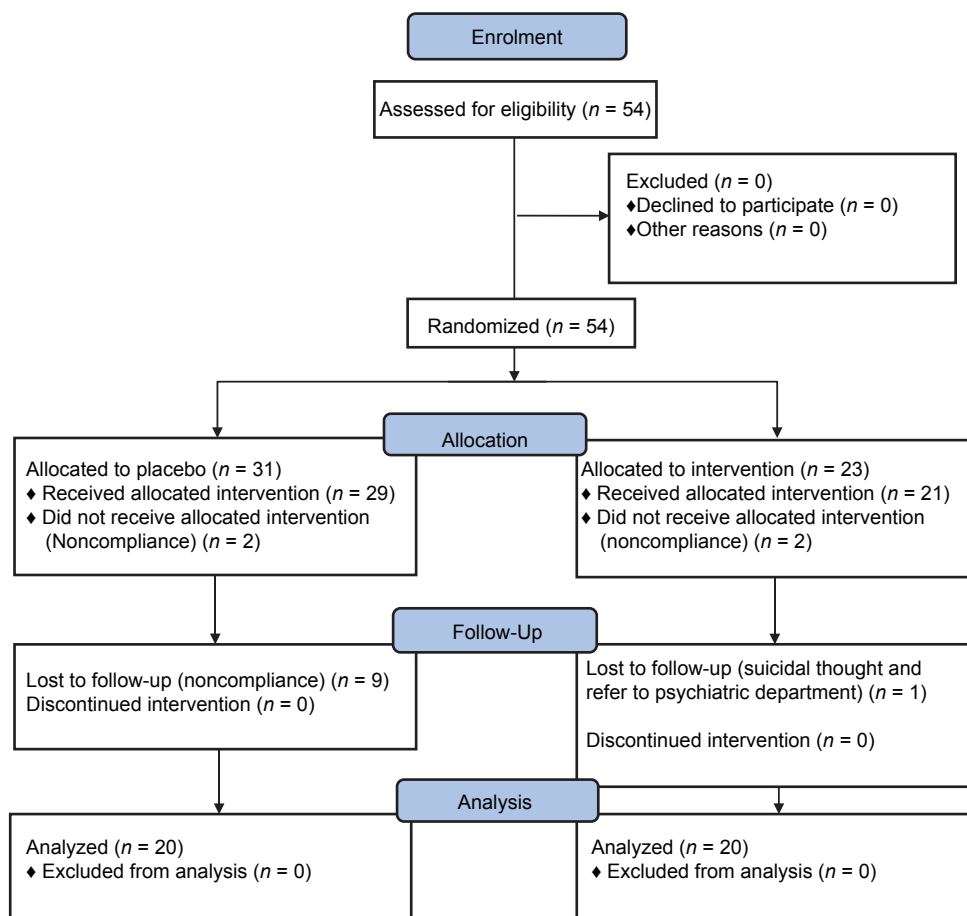 Enrolment
Assessed for eligibility (n = 54)
Excluded (n = 0)
♦Declined to participate (n = 0)
♦Other reasons (n = 0)
Randomized (n = 54)
Allocation
Allocated to placebo (n = 31)
♦ Received allocated intervention (n = 29)
♦ Did not receive allocated intervention
(Noncompliance) (n = 2)
Allocated to intervention (n = 23)
♦ Received allocated intervention (n = 21)
♦ Did not receive allocated intervention
(noncompliance) (n = 2)
Follow-Up
Lost to follow-up (noncompliance) (n = 9)
Discontinued intervention (n = 0)
Lost to follow-up (suicidal thought and
refer to psychiatric department) (n = 1)
Discontinued intervention (n = 0)
Analysis
Analyzed (n = 20)
♦ Excluded from analysis (n = 0)
Analyzed (n = 20)
♦ Excluded from analysis (n = 0)